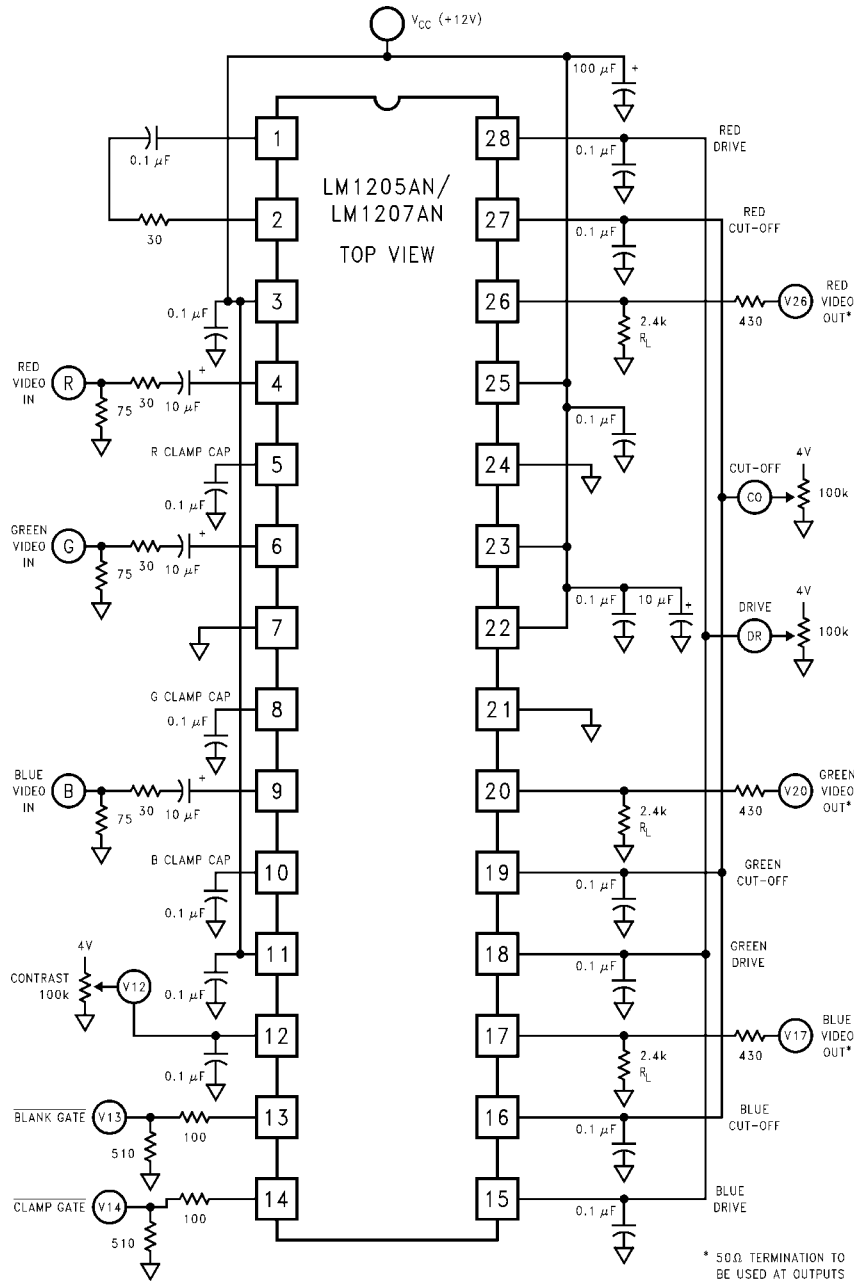 V_CC (+12V)
100 μF +
0.1 μF
1
28
0.1 μF
RED
DRIVE
LM1205AN/
LM1207AN
TOP VIEW
2
30
27
0.1 μF
RED
CUT-OFF
0.1 μF
3
26
2.4k
R_L
430
V26
RED
VIDEO
OUT*
RED
VIDEO
IN
R
75
30
10 μF
+
4
25
0.1 μF
R CLAMP CAP
0.1 μF
5
24
CUT-OFF
CO
4V
100k
GREEN
VIDEO
IN
G
75
30
10 μF
+
6
23
7
22
0.1 μF
10 μF
+
DRIVE
DR
4V
100k
G CLAMP CAP
0.1 μF
8
21
BLUE
VIDEO
IN
B
75
30
10 μF
+
9
20
2.4k
R_L
430
V20
GREEN
VIDEO
OUT*
B CLAMP CAP
0.1 μF
10
19
0.1 μF
GREEN
CUT-OFF
0.1 μF
11
18
0.1 μF
GREEN
DRIVE
4V
CONTRAST
100k
V12
0.1 μF
12
17
2.4k
R_L
430
V17
BLUE
VIDEO
OUT*
BLANK GATE
V13
510
100
13
16
0.1 μF
BLUE
CUT-OFF
CLAMP GATE
V14
510
100
14
15
0.1 μF
BLUE
DRIVE
* 50Ω TERMINATION TO
BE USED AT OUTPUTS